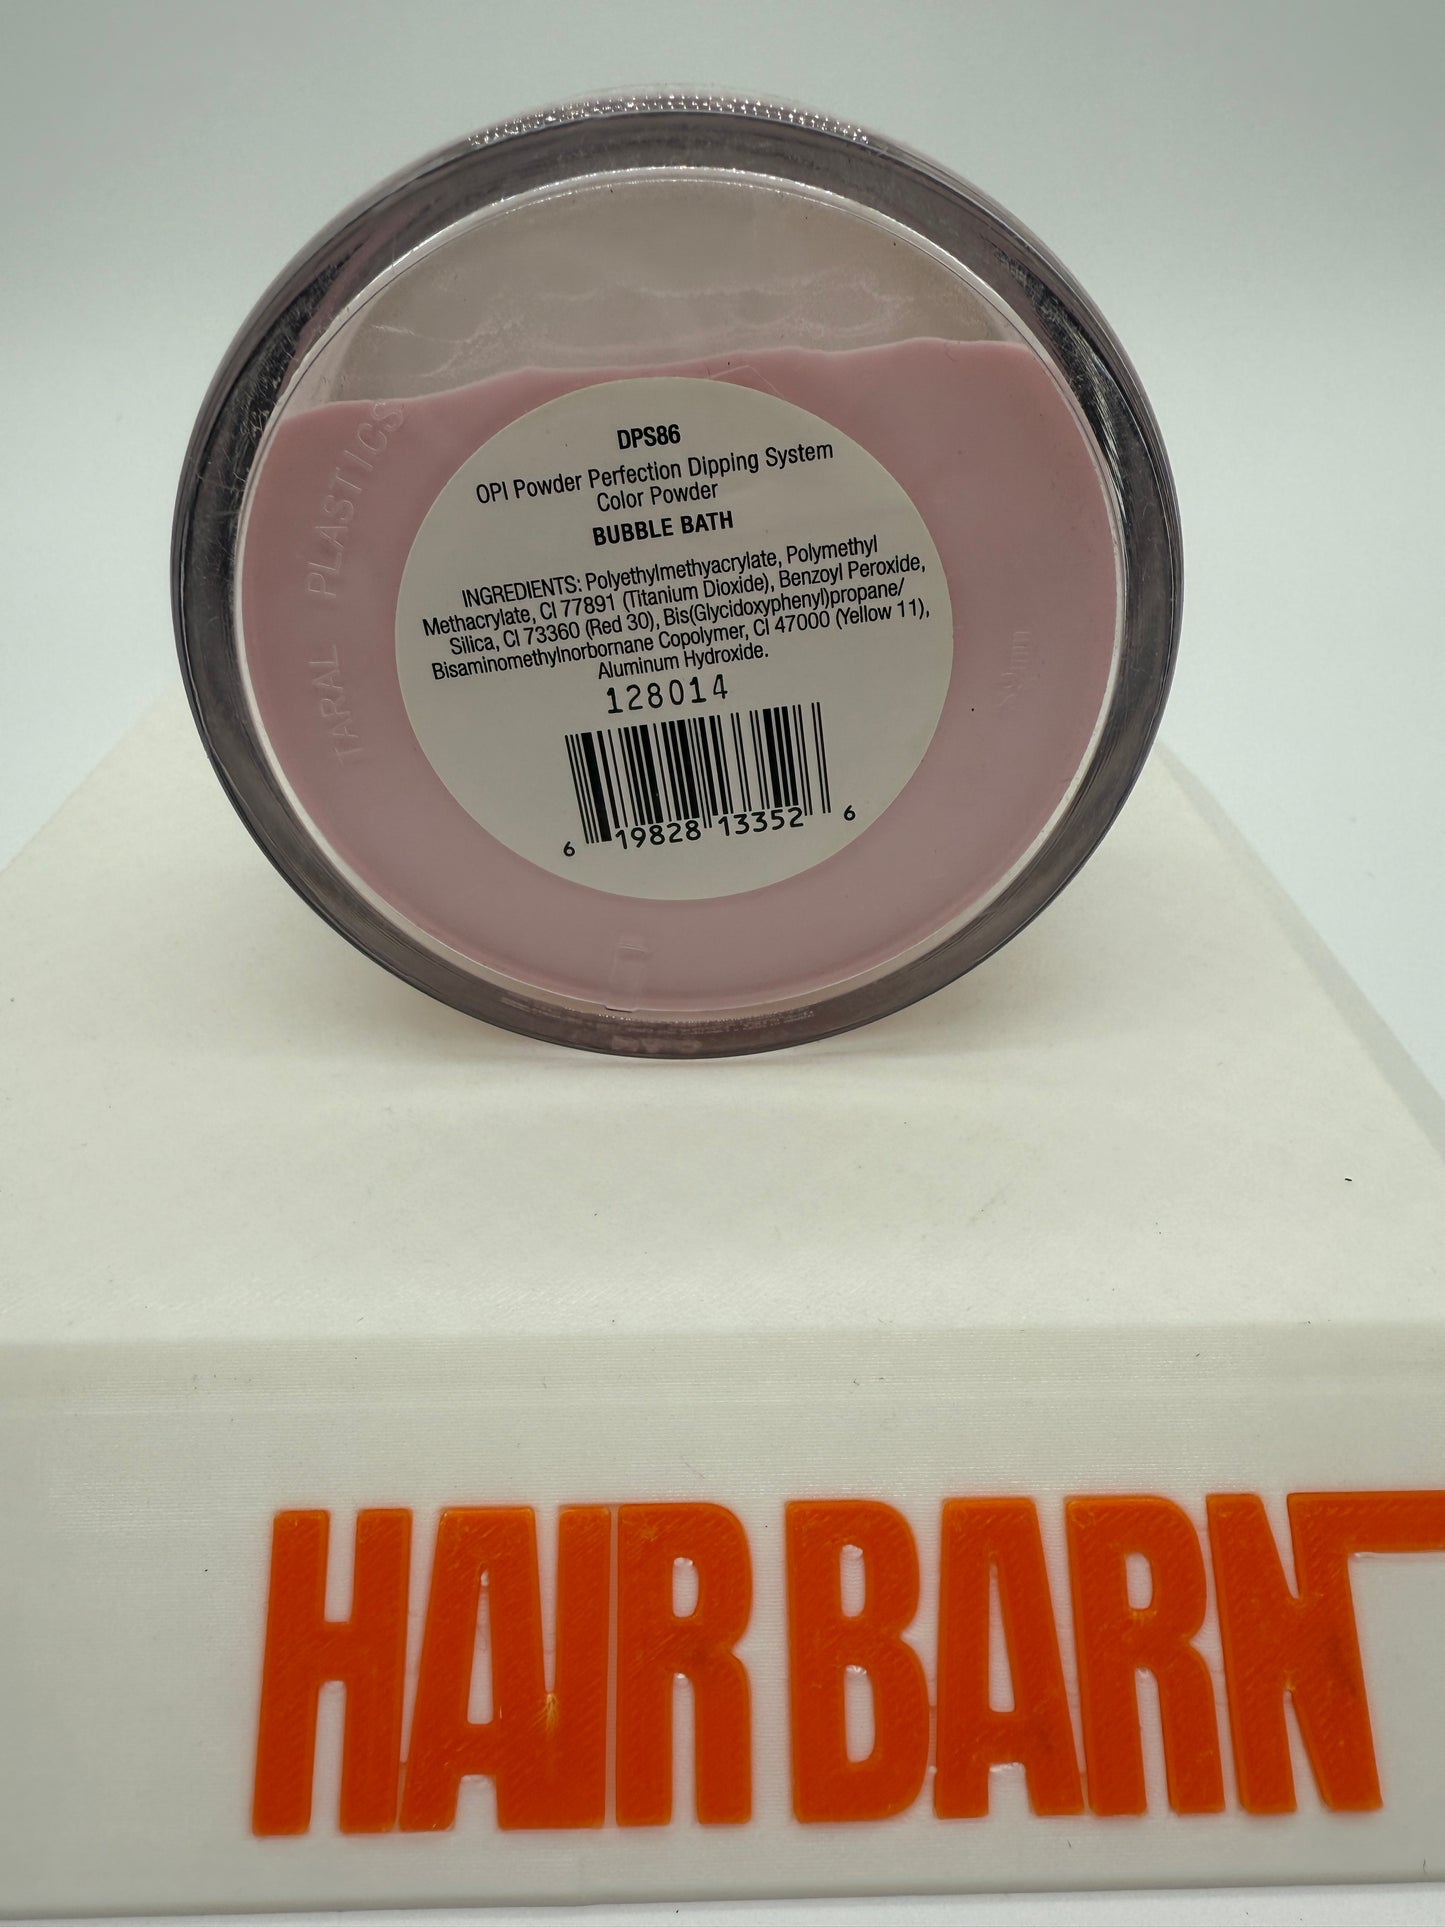 DPS86
OPI Powder Perfection Dipping System
Color Powder
BUBBLE BATH
INGREDIENTS: Polyethylmethyacrylate, Polymethyl
Methacrylate, CI 77891 (Titanium Dioxide), Benzoyl Peroxide,
Silica, CI 73360 (Red 30), Bis(Glycidoxyphenyl)propane/
Bisaminomethylnorbornane Copolymer, CI 47000 (Yellow 11),
Aluminum Hydroxide.
128014
6 19828 13352 6
TARAL PLASTICS
HAIR BARN